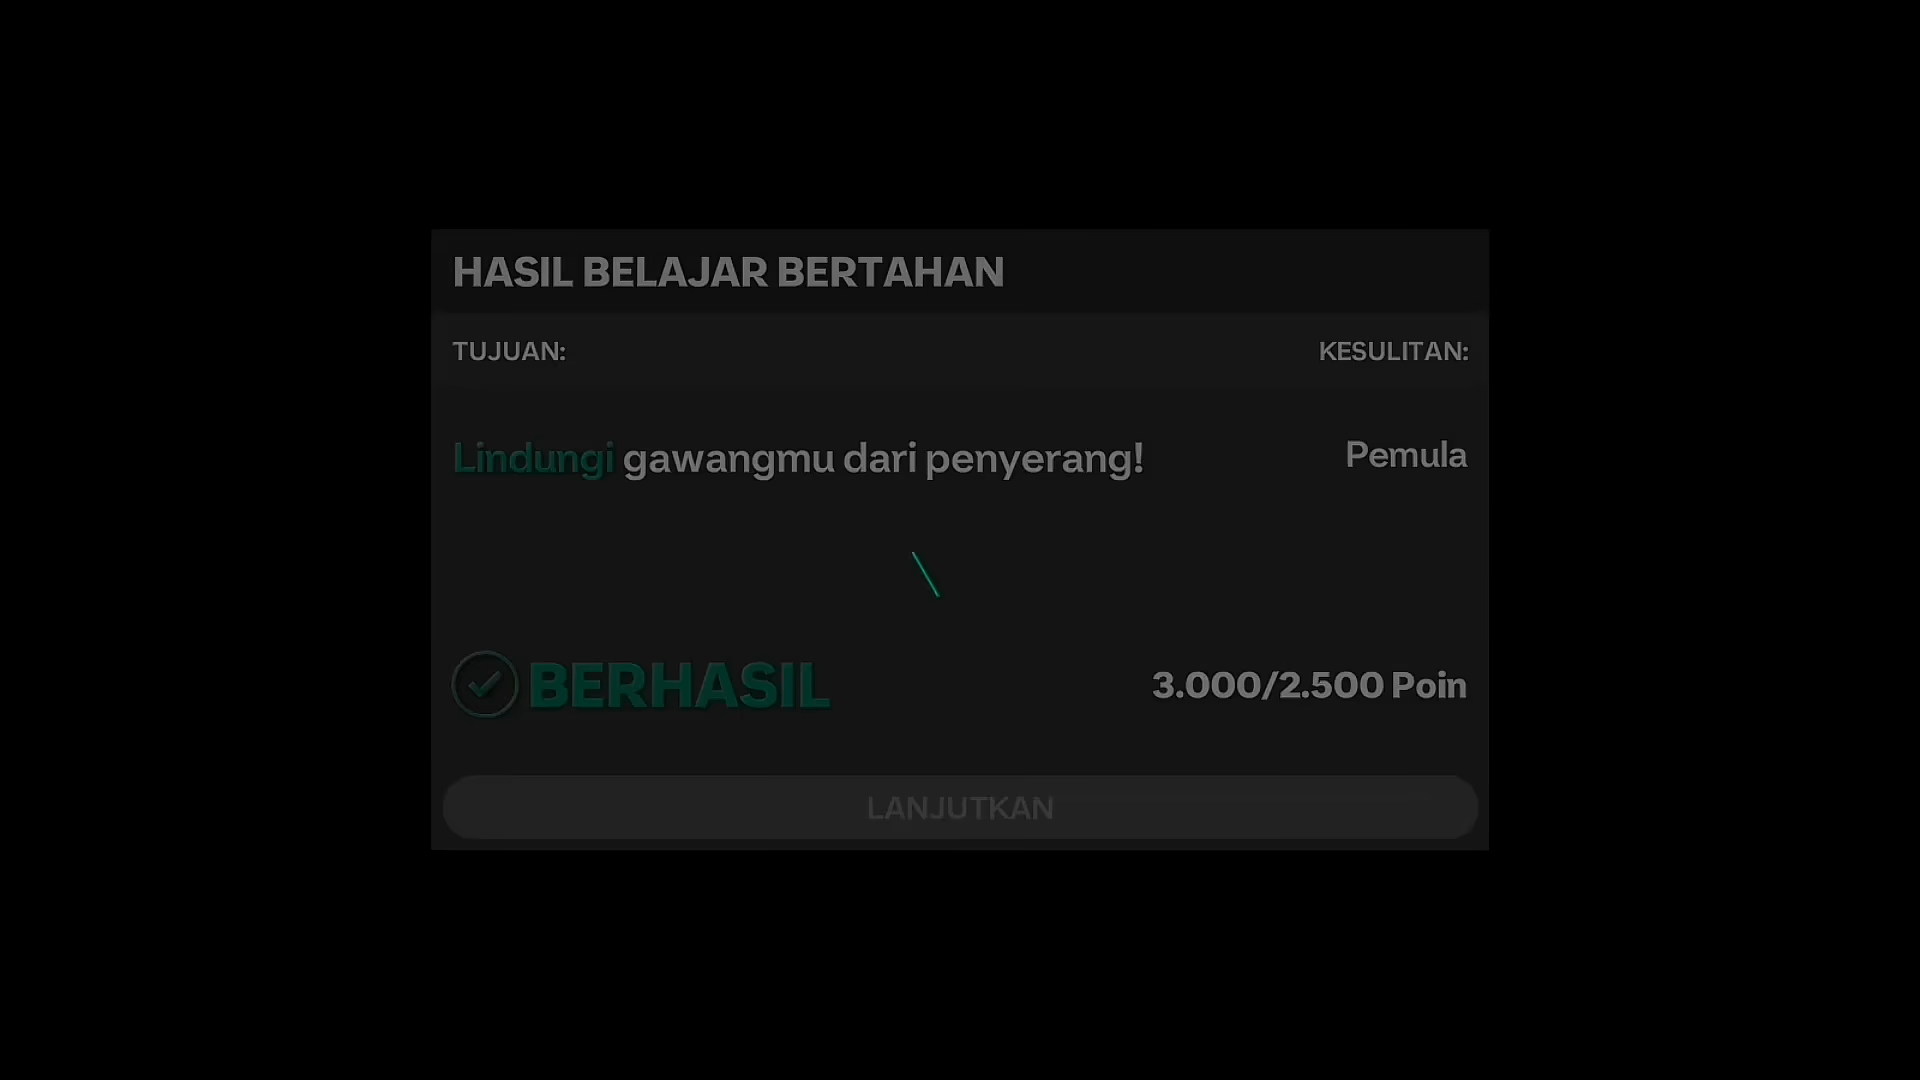 HASIL BELAJAR BERTAHAN
TUJUAN:
KESULITAN:
Lindungi gawangmu dari penyerang!
Pemula
BERHASIL
3.000/2.500 Poin
LANJUTKAN